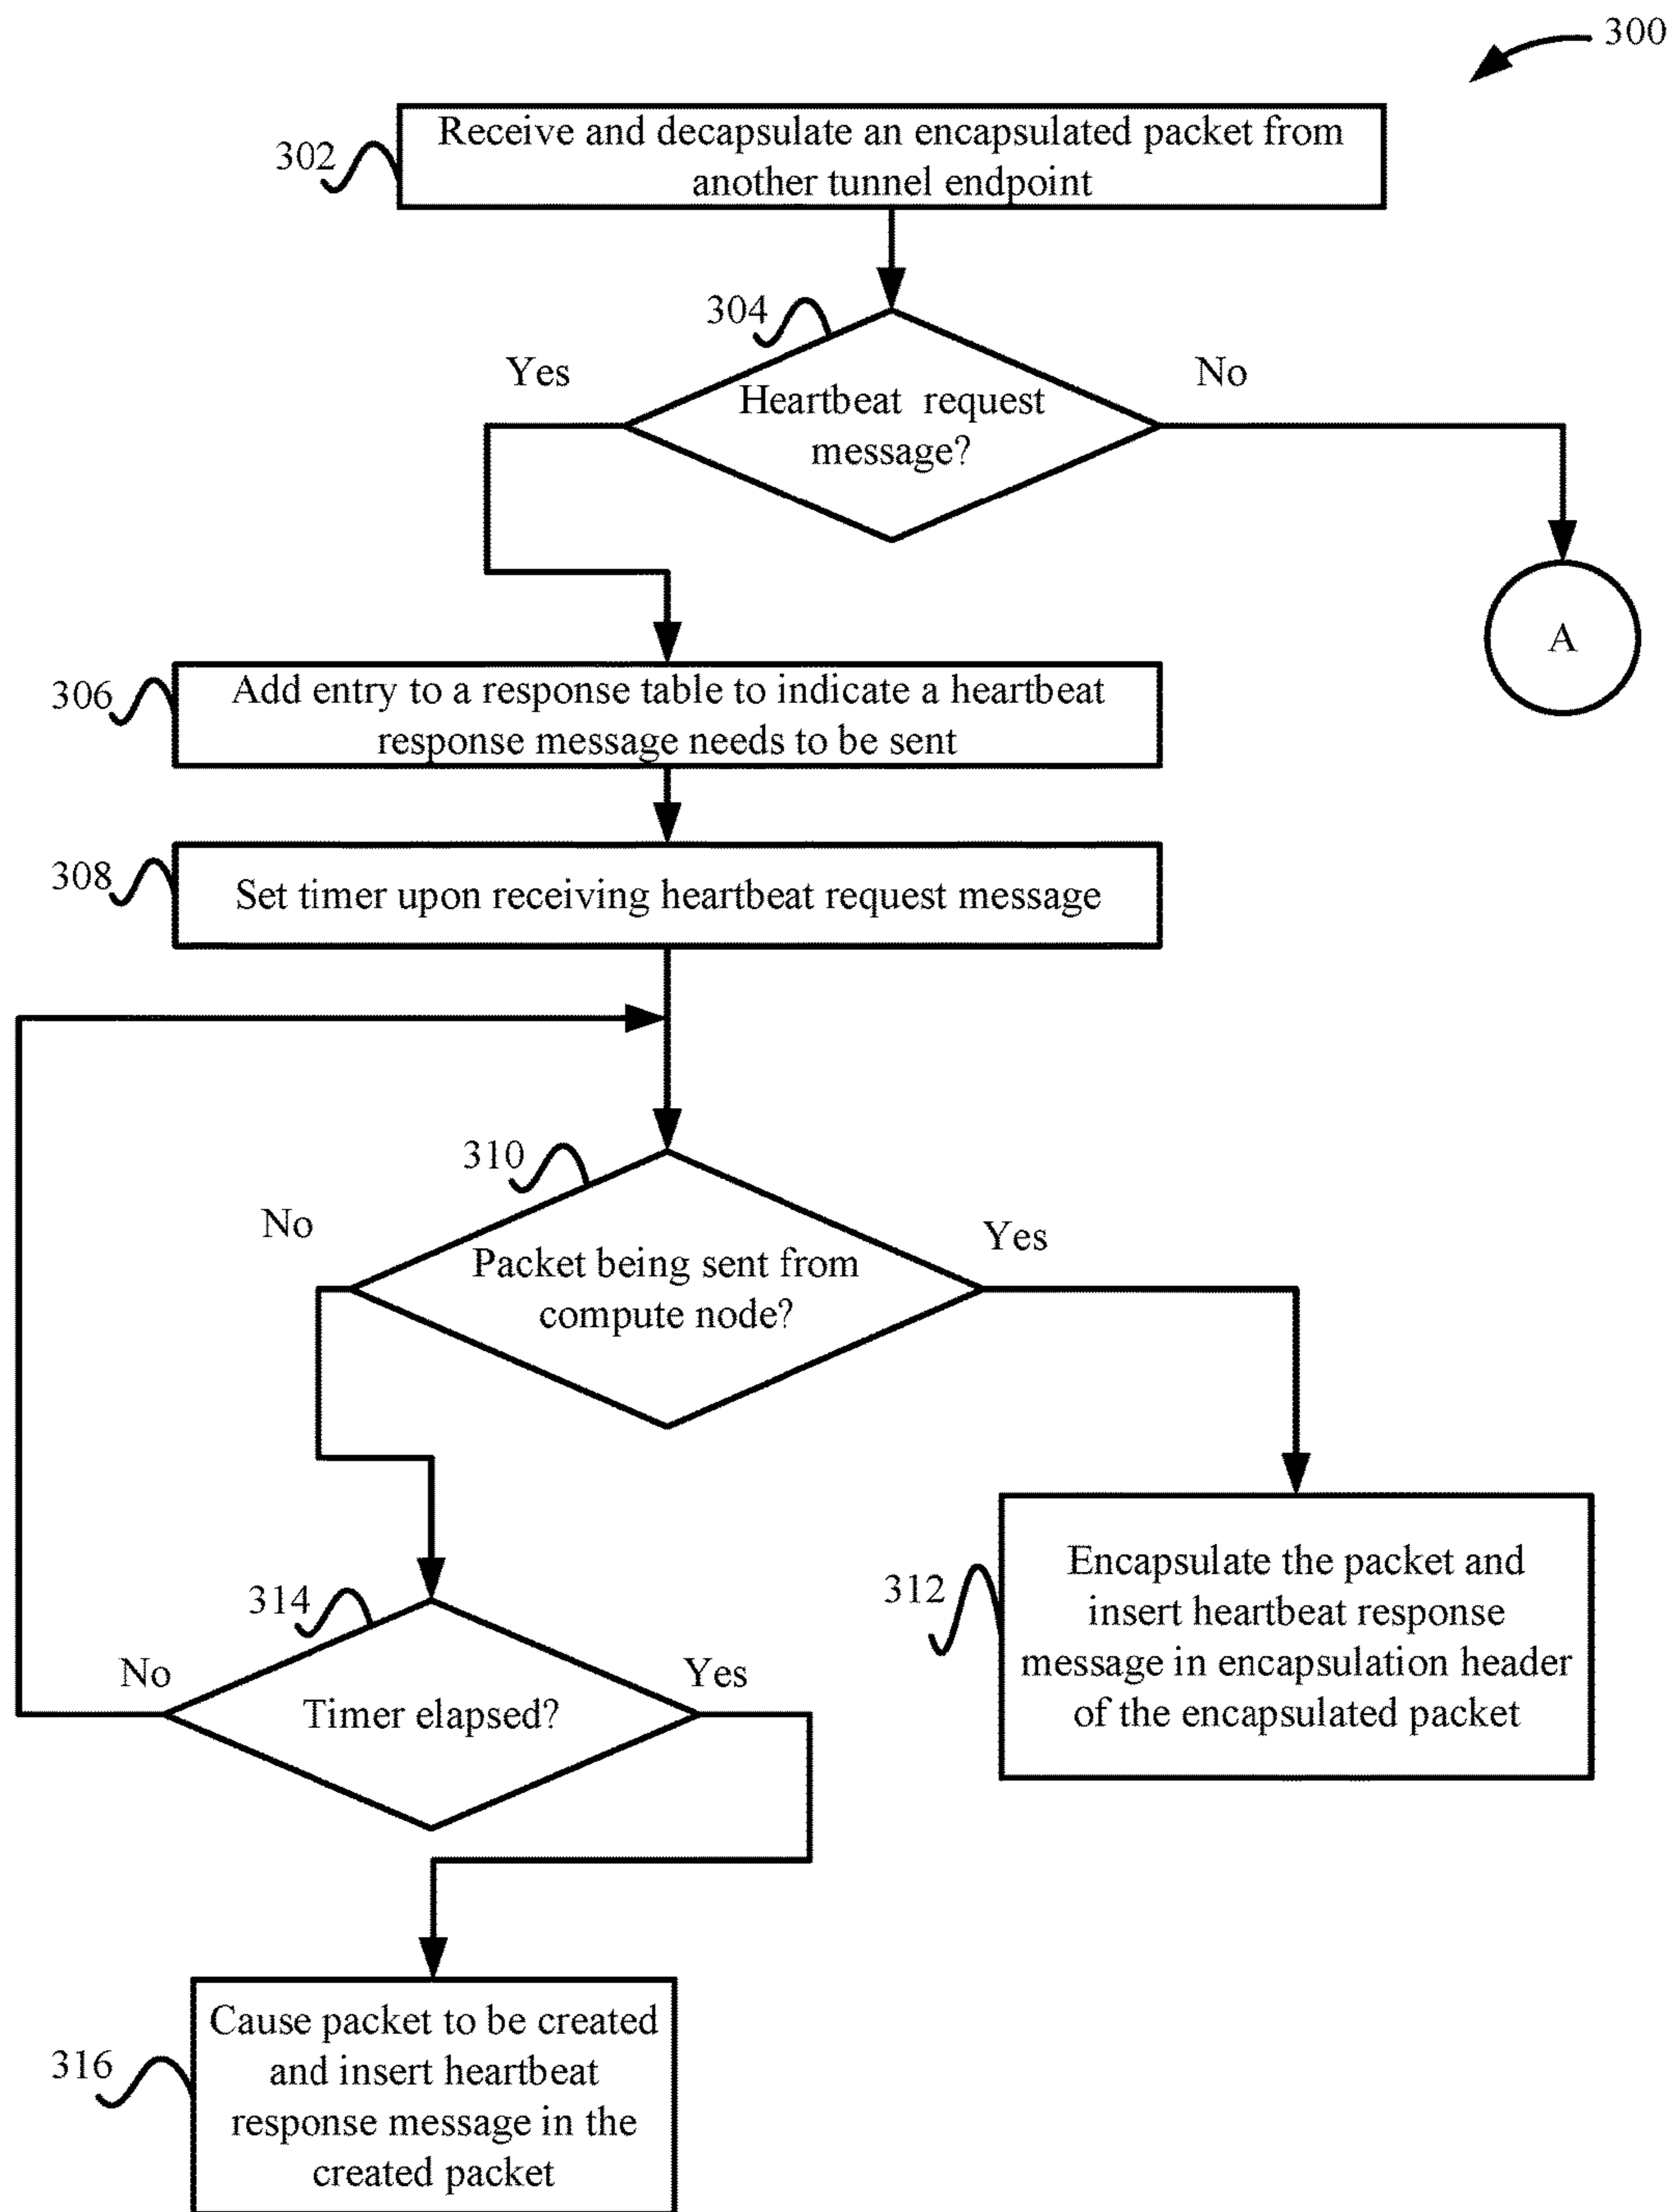 300
302
Receive and decapsulate an encapsulated packet from
another tunnel endpoint
304
Yes
No
Heartbeat request
message?
A
306
Add entry to a response table to indicate a heartbeat
response message needs to be sent
308
Set timer upon receiving heartbeat request message
310
No
Yes
Packet being sent from
compute node?
312
Encapsulate the packet and
insert heartbeat response
message in encapsulation header
of the encapsulated packet
314
No
Yes
Timer elapsed?
316
Cause packet to be created
and insert heartbeat
response message in the
created packet